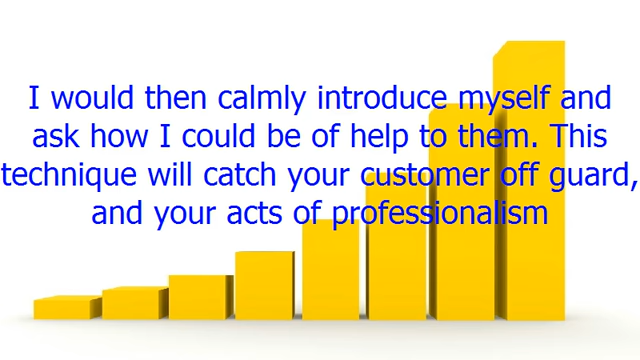 I would then calmly introduce myself and
ask how I could be of help to them. This
technique will catch your customer off guard,
and your acts of professionalism